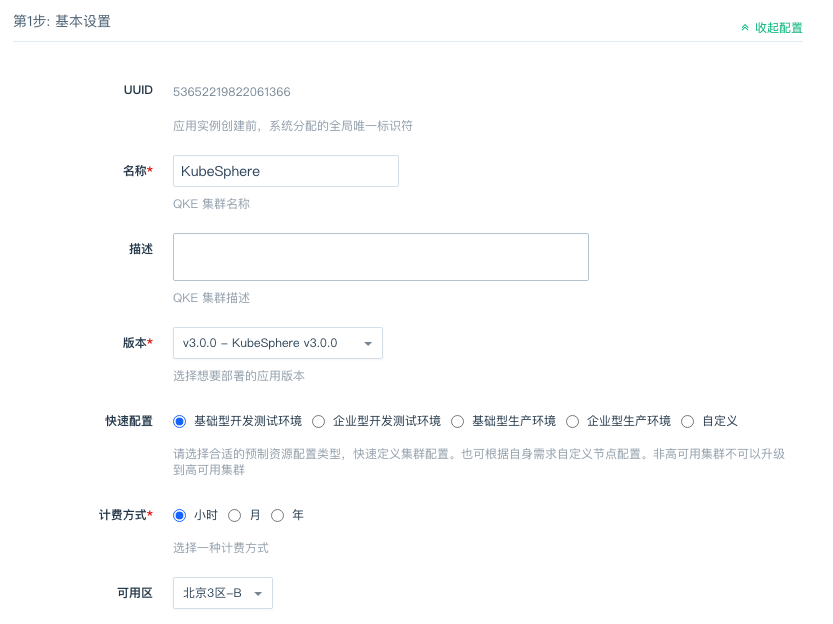 第1步: 基本设置
收起配置
UUID 53652219822061366
应用实例创建前，系统分配的全局唯一标识符
名称* KubeSphere
QKE 集群名称
描述
QKE 集群描述
版本* v3.0.0 - KubeSphere v3.0.0
选择想要部署的应用版本
快速配置 基础型开发测试环境 企业型开发测试环境 基础型生产环境 企业型生产环境 自定义
请选择合适的预制资源配置类型，快速定义集群配置。也可根据自身需求自定义节点配置。非高可用集群不可以升级
到高可用集群
计费方式* 小时 月 年
选择一种计费方式
可用区 北京3区-B